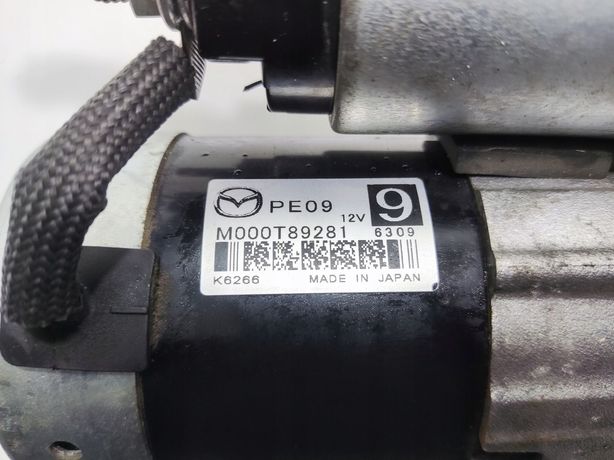 PE09 12V 9
M000T89281 6309
K6266 MADE IN JAPAN